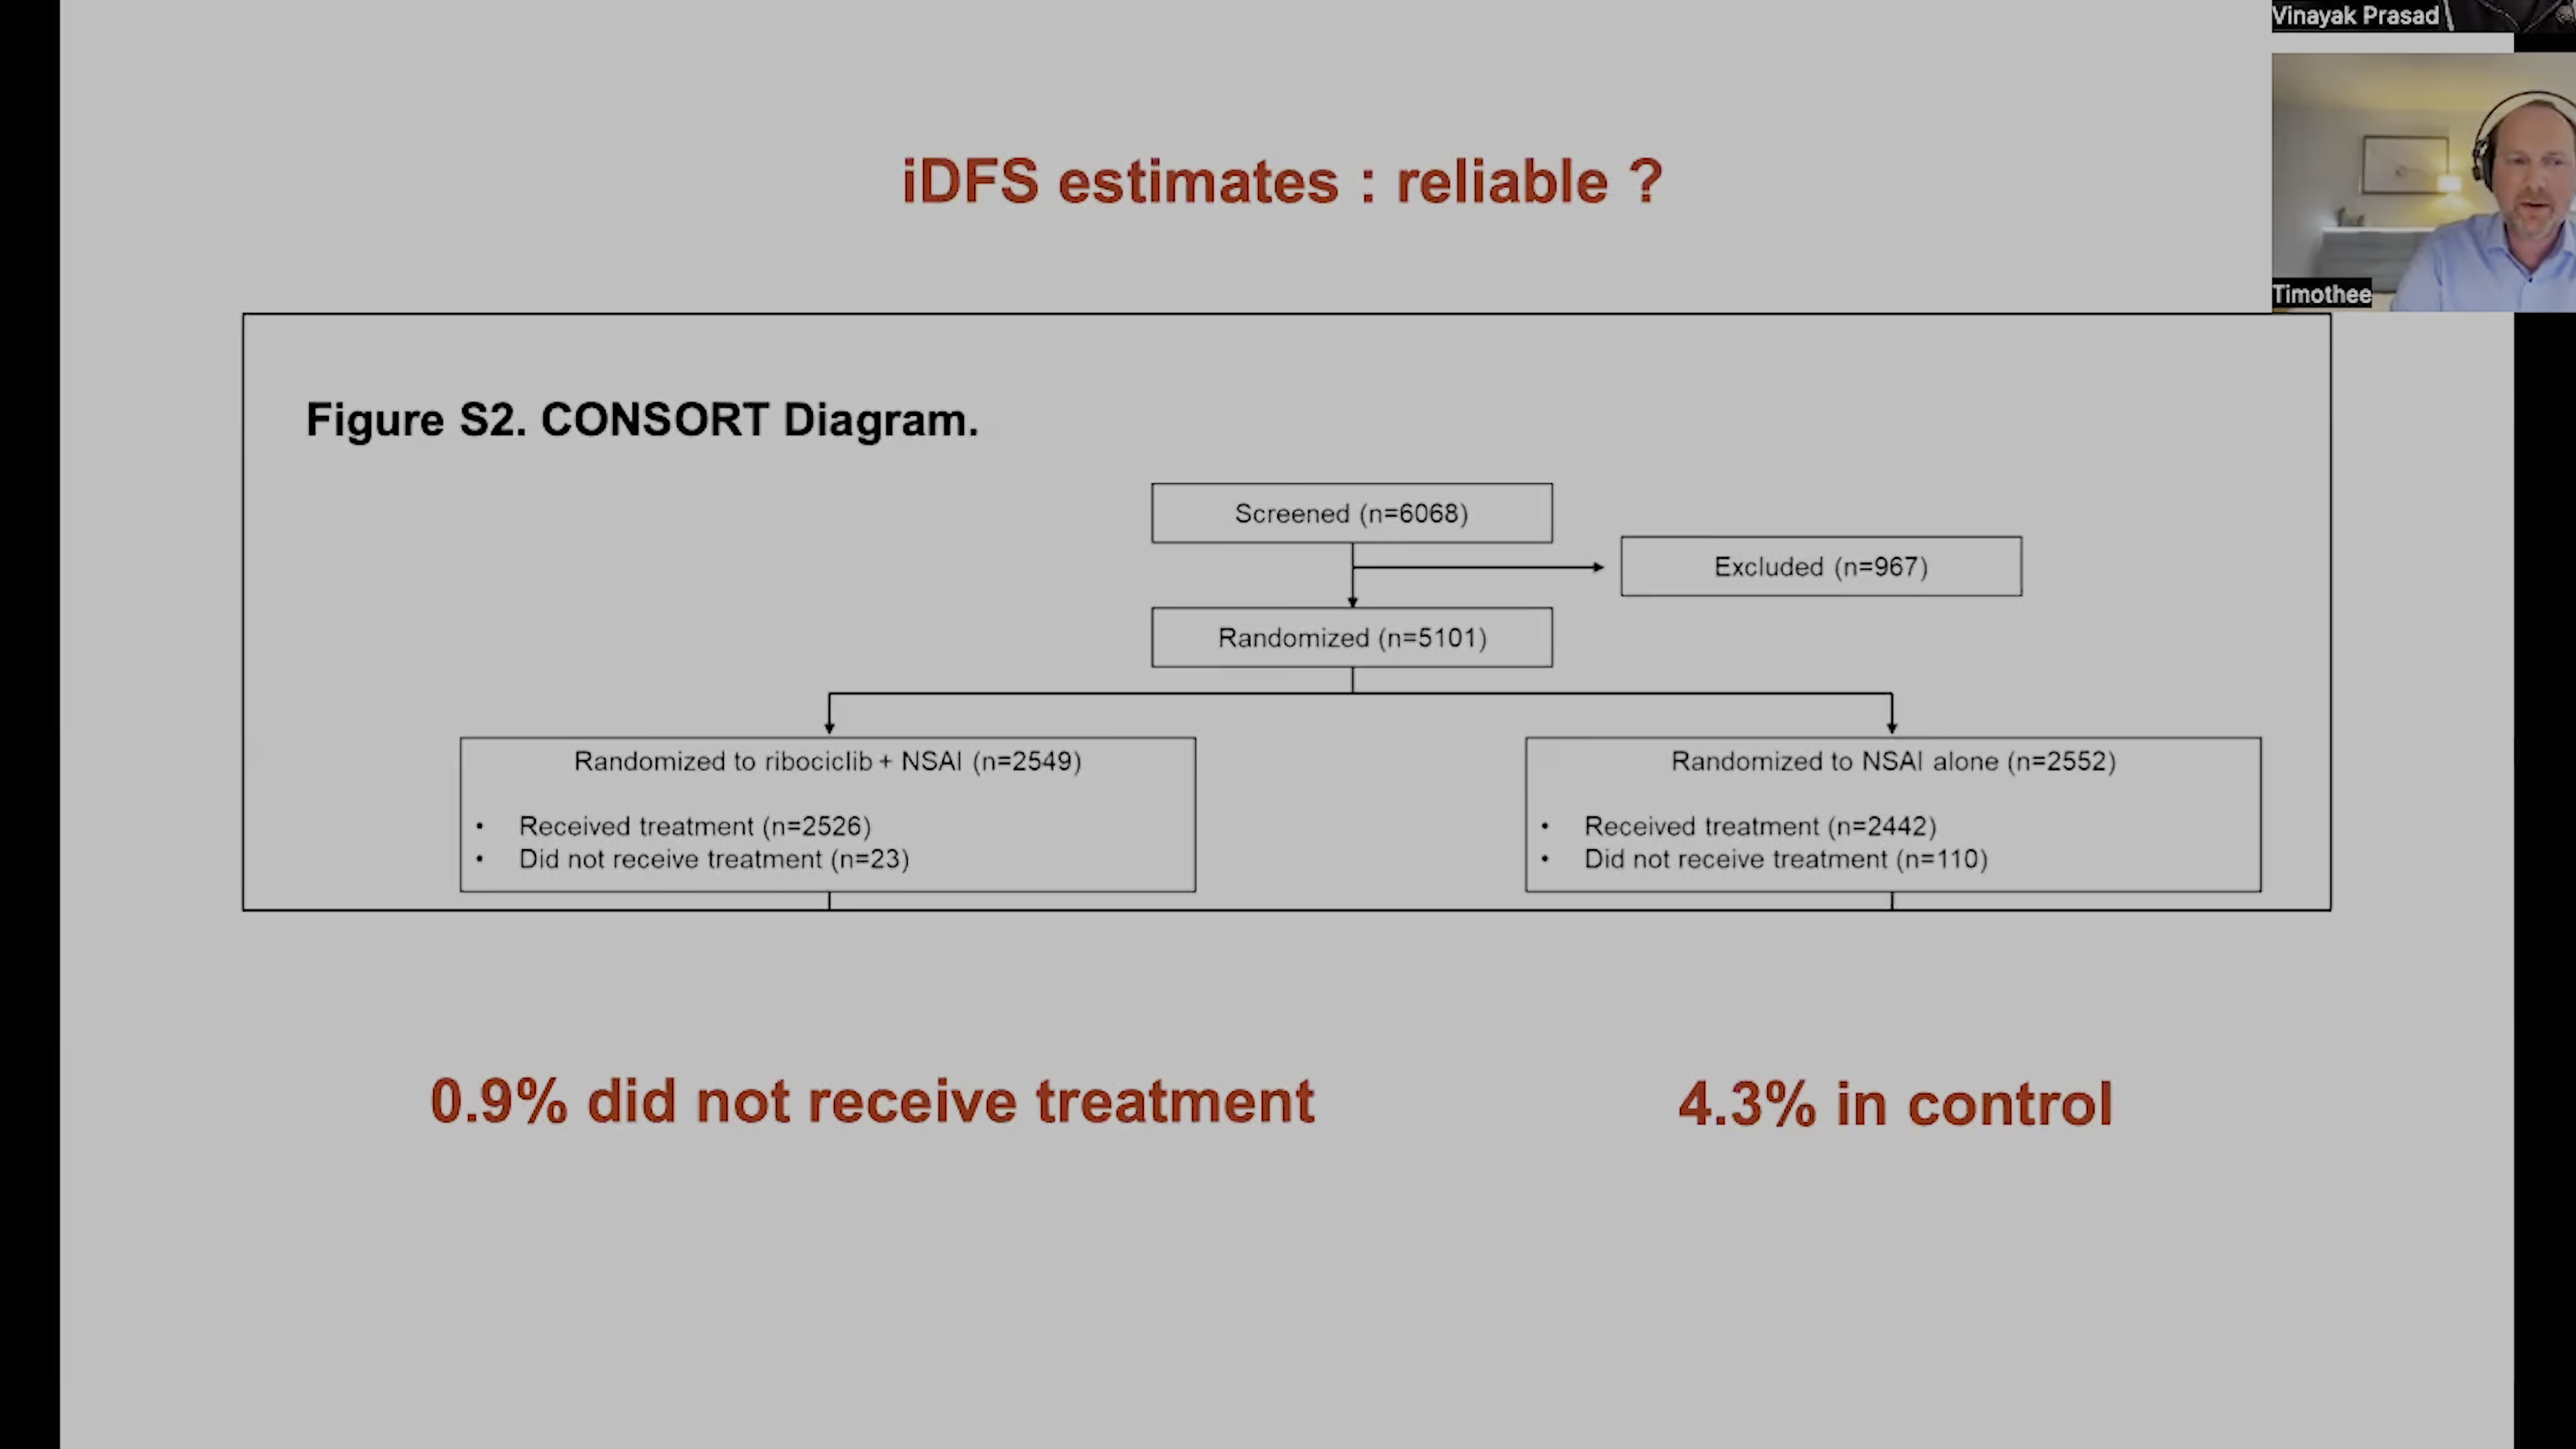 Vinayak Prasad
iDFS estimates : reliable ?
Timothee
Figure S2. CONSORT Diagram.
Screened (n=6068)
Excluded (n=967)
Randomized (n=5101)
Randomized to ribociclib + NSAI (n=2549)
• Received treatment (n=2526)
• Did not receive treatment (n=23)
Randomized to NSAI alone (n=2552)
• Received treatment (n=2442)
• Did not receive treatment (n=110)
0.9% did not receive treatment
4.3% in control